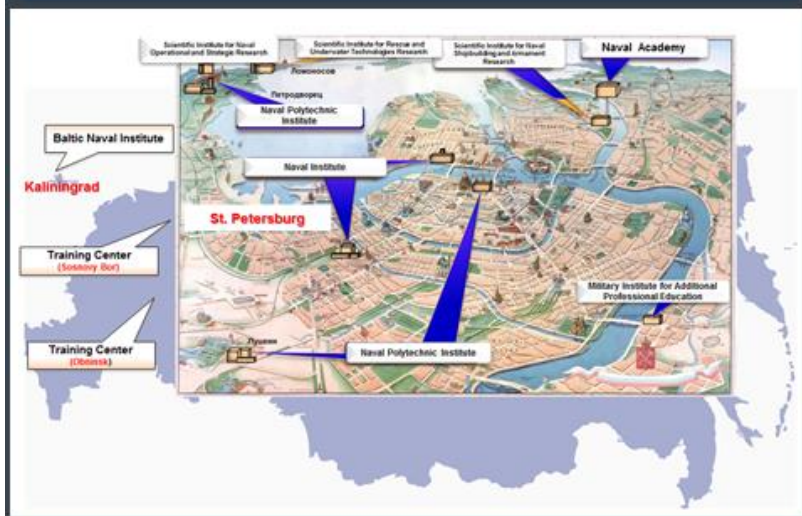 Scientific Institute for Naval
Operational and Strategic Research
Scientific Institute for Rescue and
Underwater Technologies Research
Scientific Institute for Naval
Shipbuilding and Armament
Research
Naval Academy
Ломоносов
Петродворец
Naval Polytechnic
Institute
Baltic Naval Institute
Kaliningrad
Naval Institute
St. Petersburg
Training Center
(Sosnovy Bor)
Military Institute for Additional
Professional Education
Training Center
(Obninsk)
Пушкин
Naval Polytechnic Institute